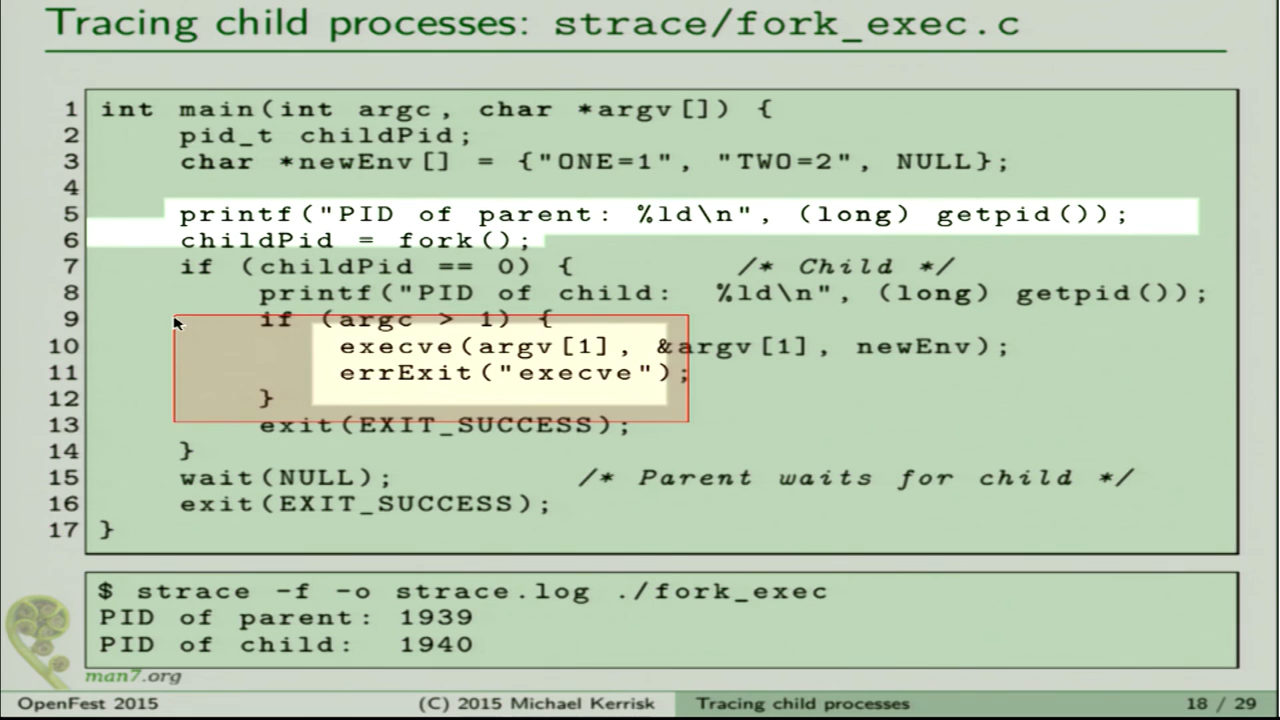 Tracing child processes: strace/fork_exec.c
1 int main(int argc, char *argv[]) {
2 pid_t childPid;
3 char *newEnv[] = {"ONE=1", "TWO=2", NULL};
4
5 printf("PID of parent: %ld\n", (long) getpid());
6 childPid = fork();
7 if (childPid == 0) { /* Child */
8 printf("PID of child: %ld\n", (long) getpid());
9 if (argc > 1) {
10 execve(argv[1], &argv[1], newEnv);
11 errExit("execve");
12 }
13 exit(EXIT_SUCCESS);
14 }
15 wait(NULL); /* Parent waits for child */
16 exit(EXIT_SUCCESS);
17 }
$ strace -f -o strace.log ./fork_exec
PID of parent: 1939
PID of child: 1940
man7.org
OpenFest 2015 (C) 2015 Michael Kerrisk Tracing child processes 18 / 29